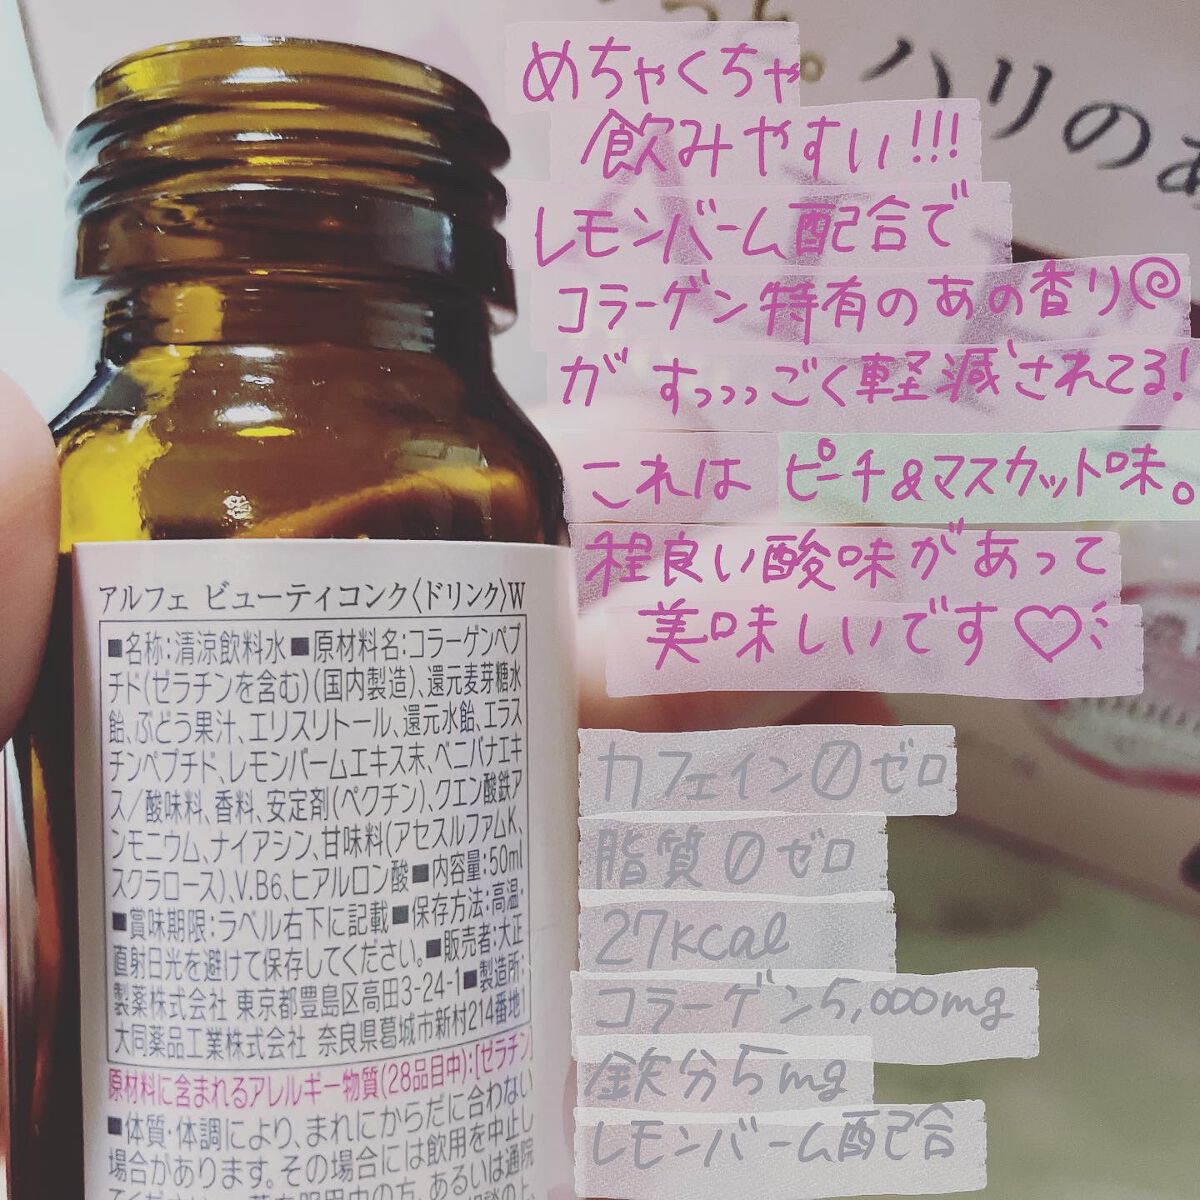 ハリのあ
めちゃくちゃ
飲みやすい!!!
レモンバーム配合で
コラーゲン特有のあの香り
がすっっっごく軽減されてる!
これは ピーチ&マスカット味。
程良い酸味があって
美味しいです♡
カフェイン0ゼロ
脂質0ゼロ
27kcal
コラーゲン5,000mg
鉄分5mg
レモンバーム配合
アルフェ ビューティコンク〈ドリンク〉W
■名称:清涼飲料水■原材料名:コラーゲンペプ
チド(ゼラチンを含む)(国内製造)、還元麦芽糖水
飴、ぶどう果汁、エリスリトール、還元水飴、エラス
チンペプチド、レモンバームエキス末、ベニバナエキ
ス/酸味料、香料、安定剤(ペクチン)、クエン酸鉄ア
ンモニウム、ナイアシン、甘味料(アセスルファムK、
スクラロース)、V.B6、ヒアルロン酸■内容量:50ml
■賞味期限:ラベル右下に記載■保存方法:高温・
直射日光を避けて保存してください。■販売者:大正
製薬株式会社 東京都豊島区高田3-24-1■製造所:
大同薬品工業株式会社 奈良県葛城市新村214番地1
原材料に含まれるアレルギー物質(28品目中):[ゼラチン]
■体質・体調により、まれにからだに合わない
場合があります。その場合には飲用を中止し